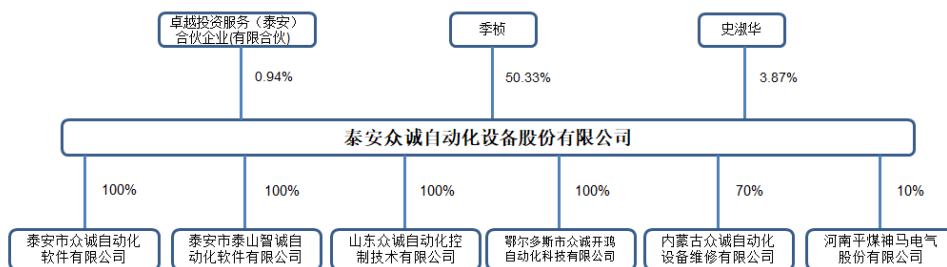 卓越投资服务（泰安）
合伙企业(有限合伙)
季桢
史淑华
0.94%
50.33%
3.87%
泰安众诚自动化设备股份有限公司
100%
100%
100%
100%
70%
10%
泰安市众诚自动化
软件有限公司
泰安市泰山智诚自
动化软件有限公司
山东众诚自动化控
制技术有限公司
鄂尔多斯市众诚开鸿
自动化科技有限公司
内蒙古众诚自动化
设备维修有限公司
河南平煤神马电气
股份有限公司